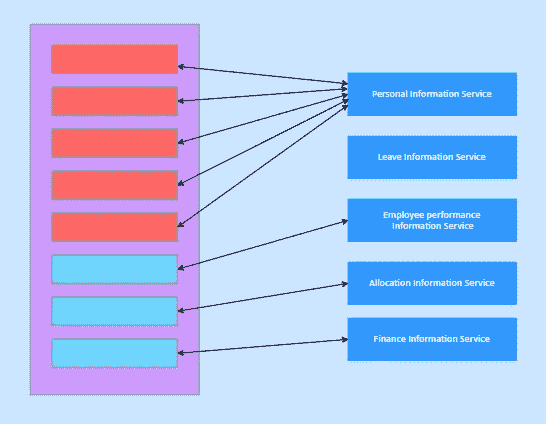 Personal Information Service
Leave Information Service
Employee performance
Information Service
Allocation Information Service
Finance Information Service